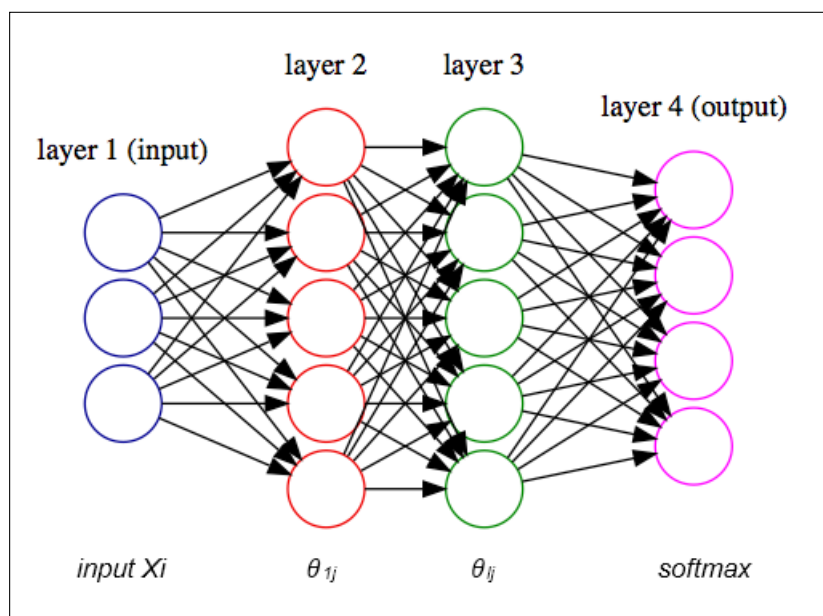 layer 1 (input)
layer 2
layer 3
layer 4 (output)
input Xi
θ1j
θlj
softmax